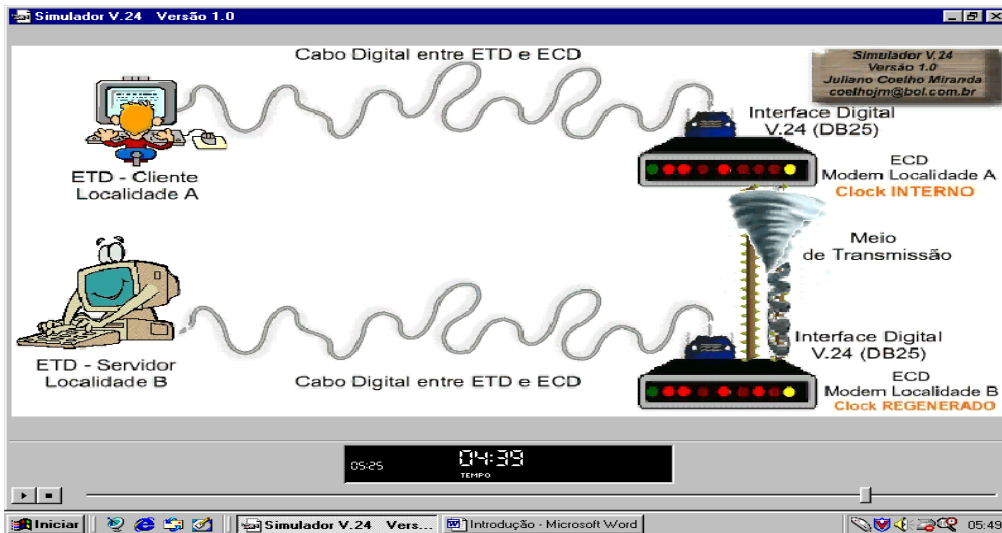 Simulador V.24 Versão 1.0
Cabo Digital entre ETD e ECD
Simulador V.24
Versão 1.0
Juliano Coelho Miranda
coelhojm@bol.com.br
Interface Digital
V.24 (DB25)
ETD - Cliente
Localidade A
ECD
Modem Localidade A
Clock INTERNO
Meio
de Transmissão
Interface Digital
V.24 (DB25)
ETD - Servidor
Localidade B
Cabo Digital entre ETD e ECD
ECD
Modem Localidade B
Clock REGENERADO
05:25
04:39
TEMPO
Iniciar
Simulador V.24 Vers...
Introdução - Microsoft Word
05:49